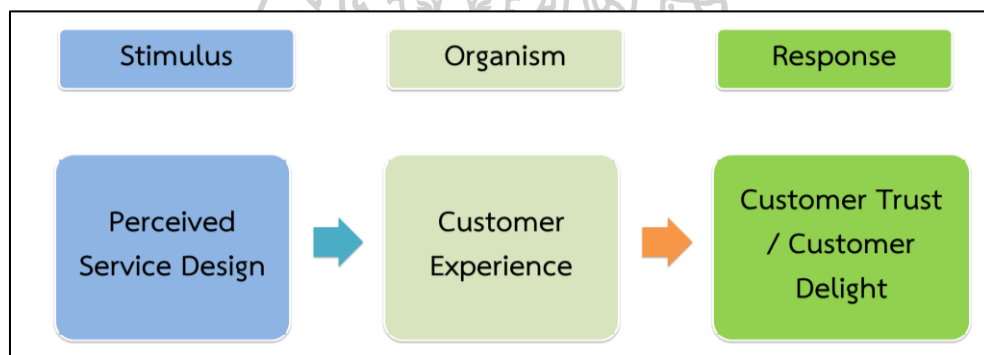 Stimulus
Organism
Response
Perceived
Service Design
Customer
Experience
Customer Trust
/ Customer
Delight